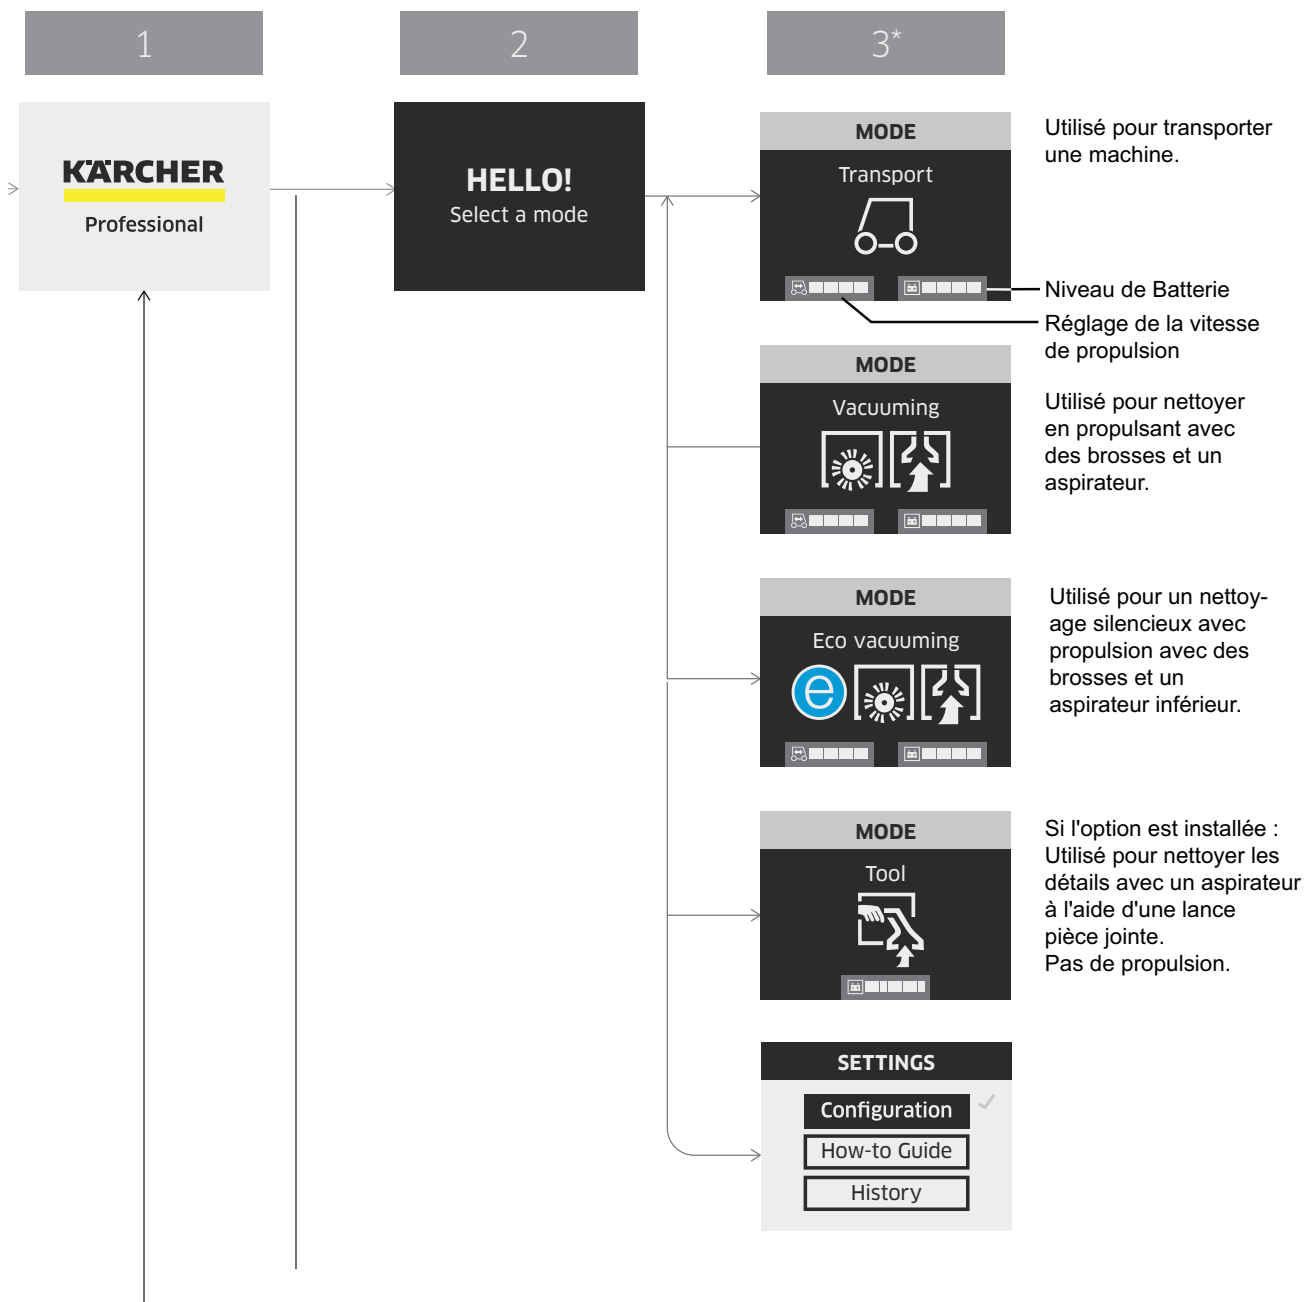 1
2
3*
KÄRCHER
Professional
HELLO!
Select a mode
MODE
Transport
Utilisé pour transporter
une machine.
Niveau de Batterie
Réglage de la vitesse
de propulsion
MODE
Vacuuming
Utilisé pour nettoyer
en propulsant avec
des brosses et un
aspirateur.
MODE
Eco vacuuming
e
Utilisé pour un nettoy-
age silencieux avec
propulsion avec des
brosses et un
aspirateur inférieur.
MODE
Tool
Si l'option est installée :
Utilisé pour nettoyer les
détails avec un aspirateur
à l'aide d'une lance
pièce jointe.
Pas de propulsion.
SETTINGS
Configuration
How-to Guide
History